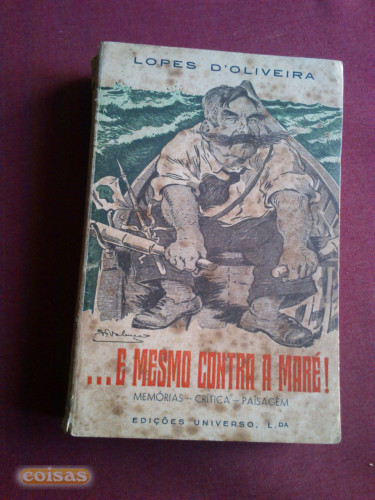 LOPES D'OLIVEIRA
...E MESMO CONTRA A MARÉ!
MEMÓRIAS - CRÍTICA - PAISAGEM
EDIÇÕES UNIVERSO, L.DA
coisas